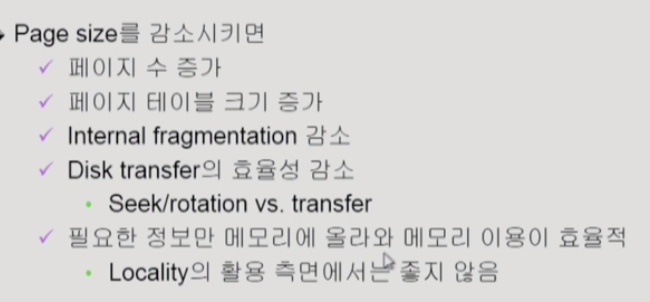 Page size를 감소시키면
✓ 페이지 수 증가
✓ 페이지 테이블 크기 증가
✓ Internal fragmentation 감소
✓ Disk transfer의 효율성 감소
• Seek/rotation vs. transfer
✓ 필요한 정보만 메모리에 올라와 메모리 이용이 효율적
• Locality의 활용 측면에서는 좋지 않음